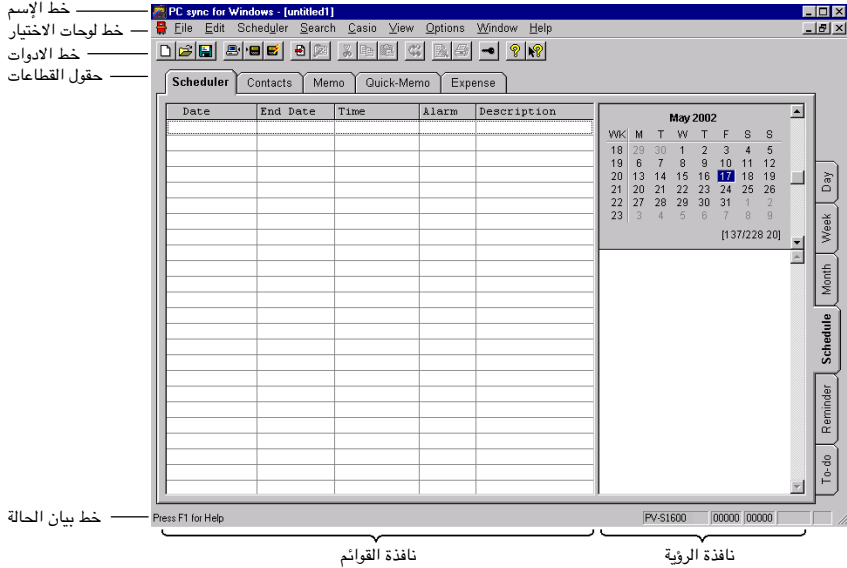 خط الإسم
PC sync for Windows - [untitled1]
خط لوحات الاختيار
File Edit Scheduler Search Casio View Options Window Help
خط الادوات
حقول القطاعات
Scheduler Contacts Memo Quick-Memo Expense
Date End Date Time Alarm Description
May 2002
WK M T W T F S S
18 29 30 1 2 3 4 5
19 6 7 8 9 10 11 12
20 13 14 15 16 17 18 19
21 20 21 22 23 24 25 26
22 27 28 29 30 31 1 2
23 3 4 5 6 7 8 9
[137/228 20]
Day
Week
Month
Schedule
Reminder
To-do
خط بيان الحالة
Press F1 for Help
PV-S1600 00000 00000
نافذة القوائم
نافذة الرؤية